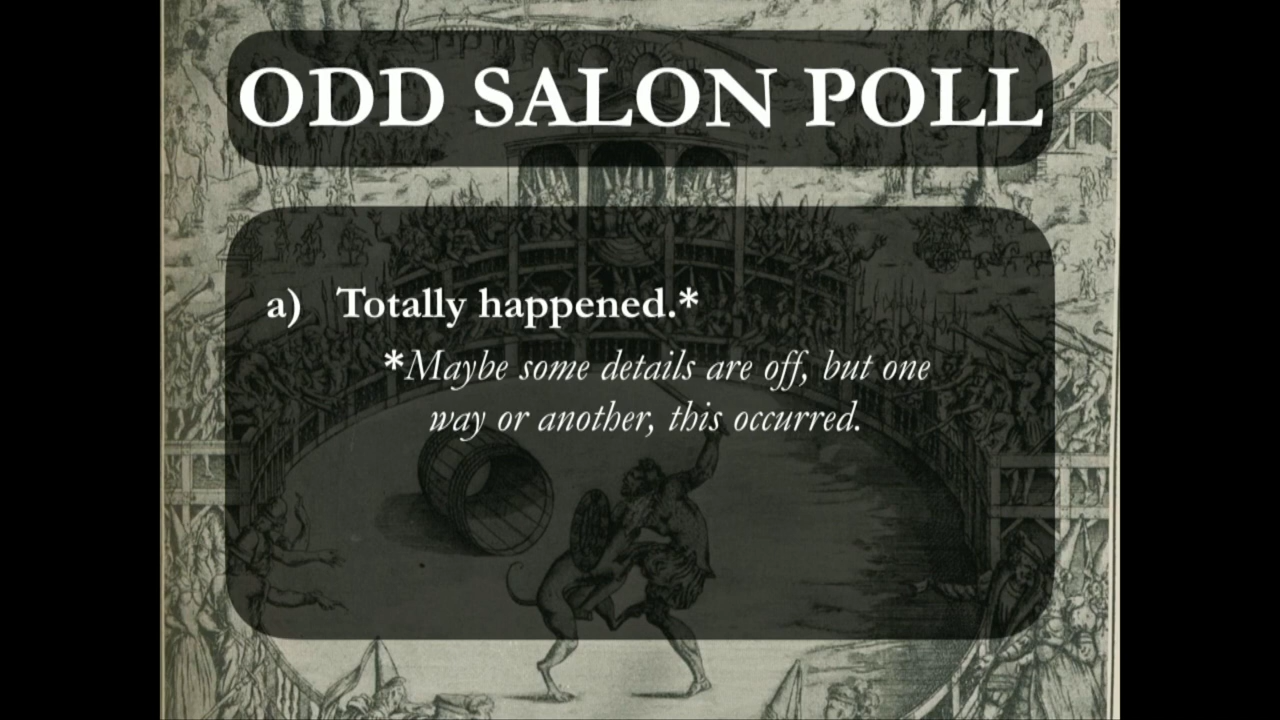 ODD SALON POLL
a) Totally happened.*
*Maybe some details are off, but one
way or another, this occurred.